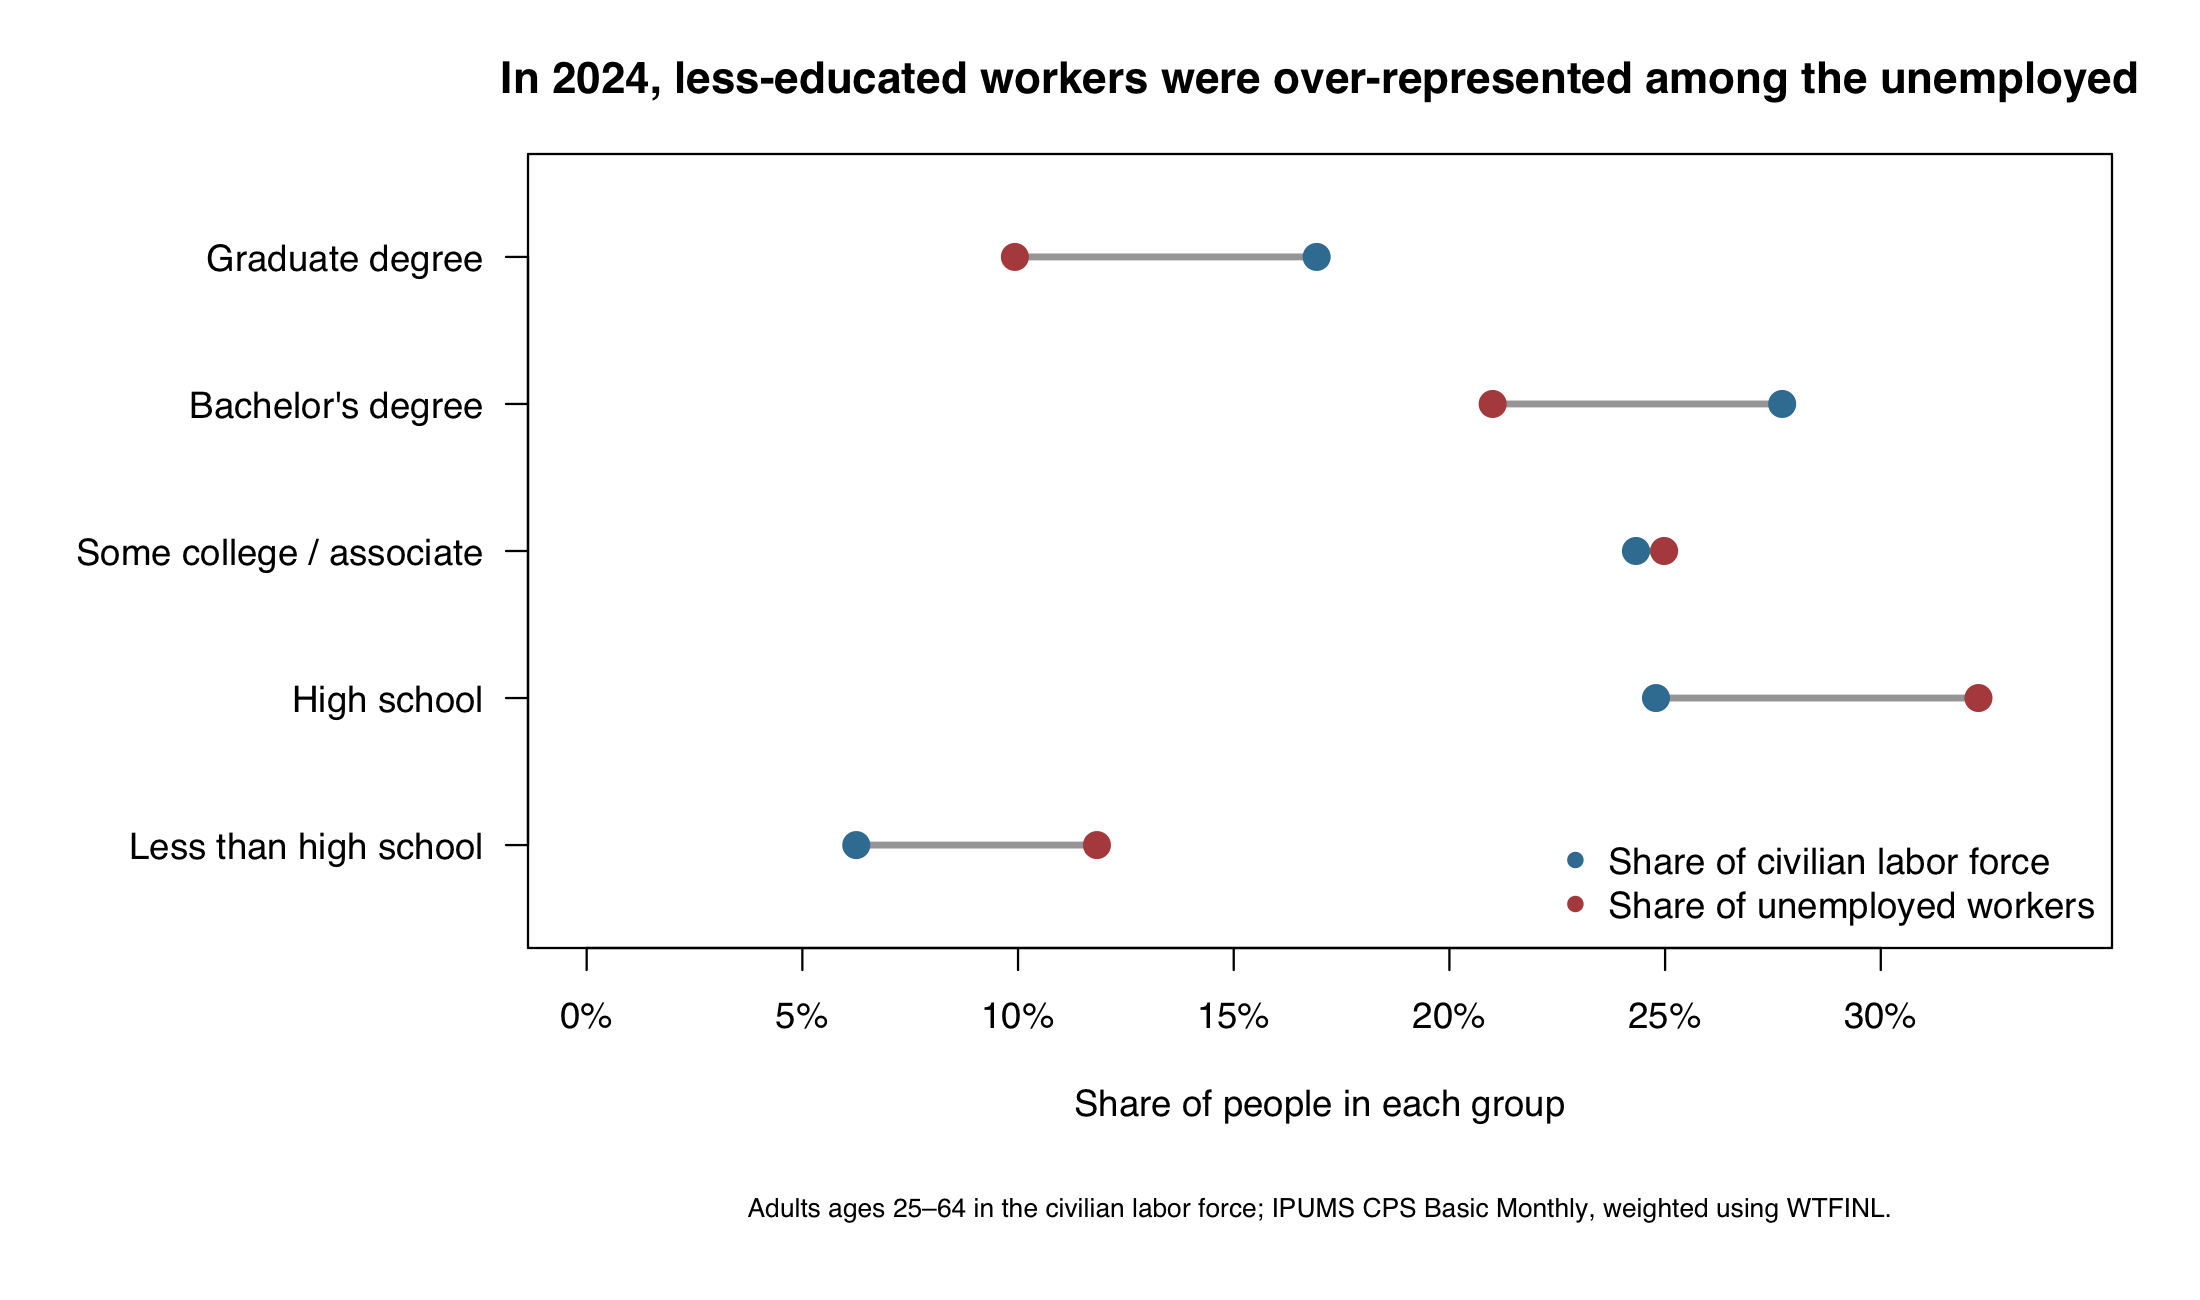 In 2024, less-educated workers were over-represented among the unemployed
Graduate degree
Bachelor's degree
Some college / associate
High school
Less than high school
Share of civilian labor force
Share of unemployed workers
0% 5% 10% 15% 20% 25% 30%
Share of people in each group
Adults ages 25–64 in the civilian labor force; IPUMS CPS Basic Monthly, weighted using WTFINL.